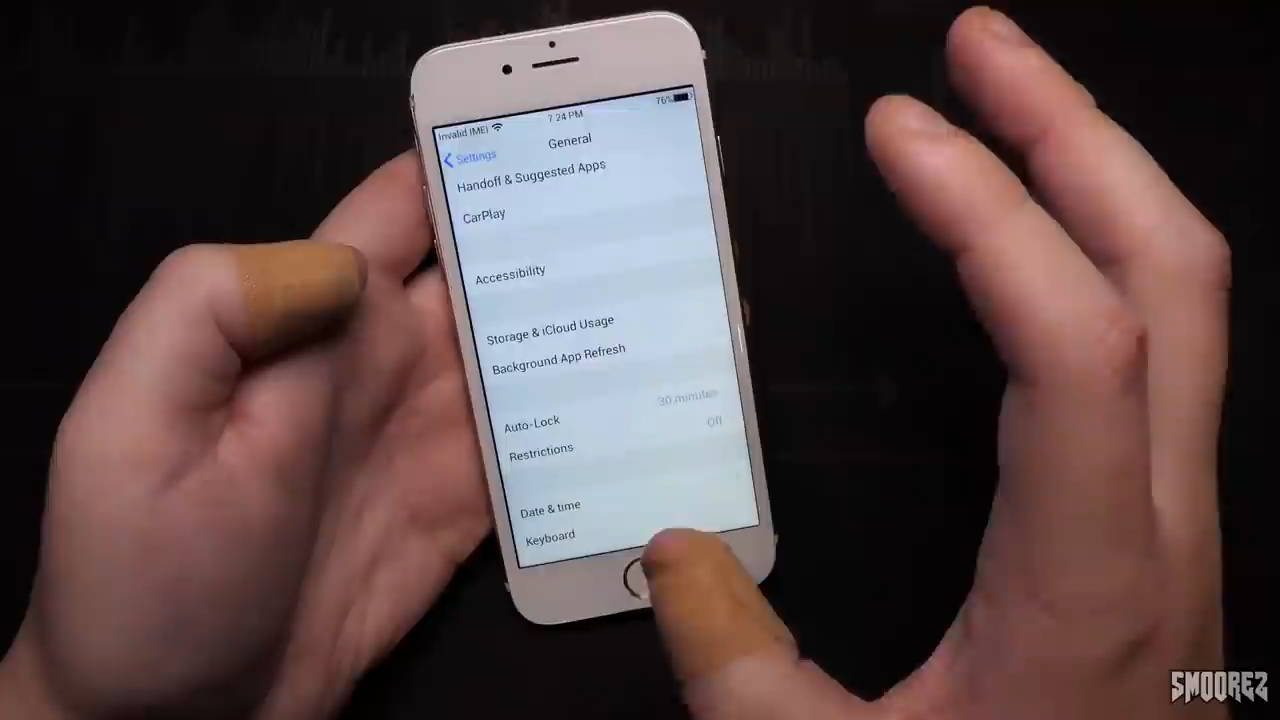 Invalid IMEI
7:24 PM
76%
Settings
General
Handoff & Suggested Apps
CarPlay
Accessibility
Storage & iCloud Usage
Background App Refresh
Auto-Lock
30 minutes
Restrictions
Off
Date & time
Keyboard
SMOOREZ